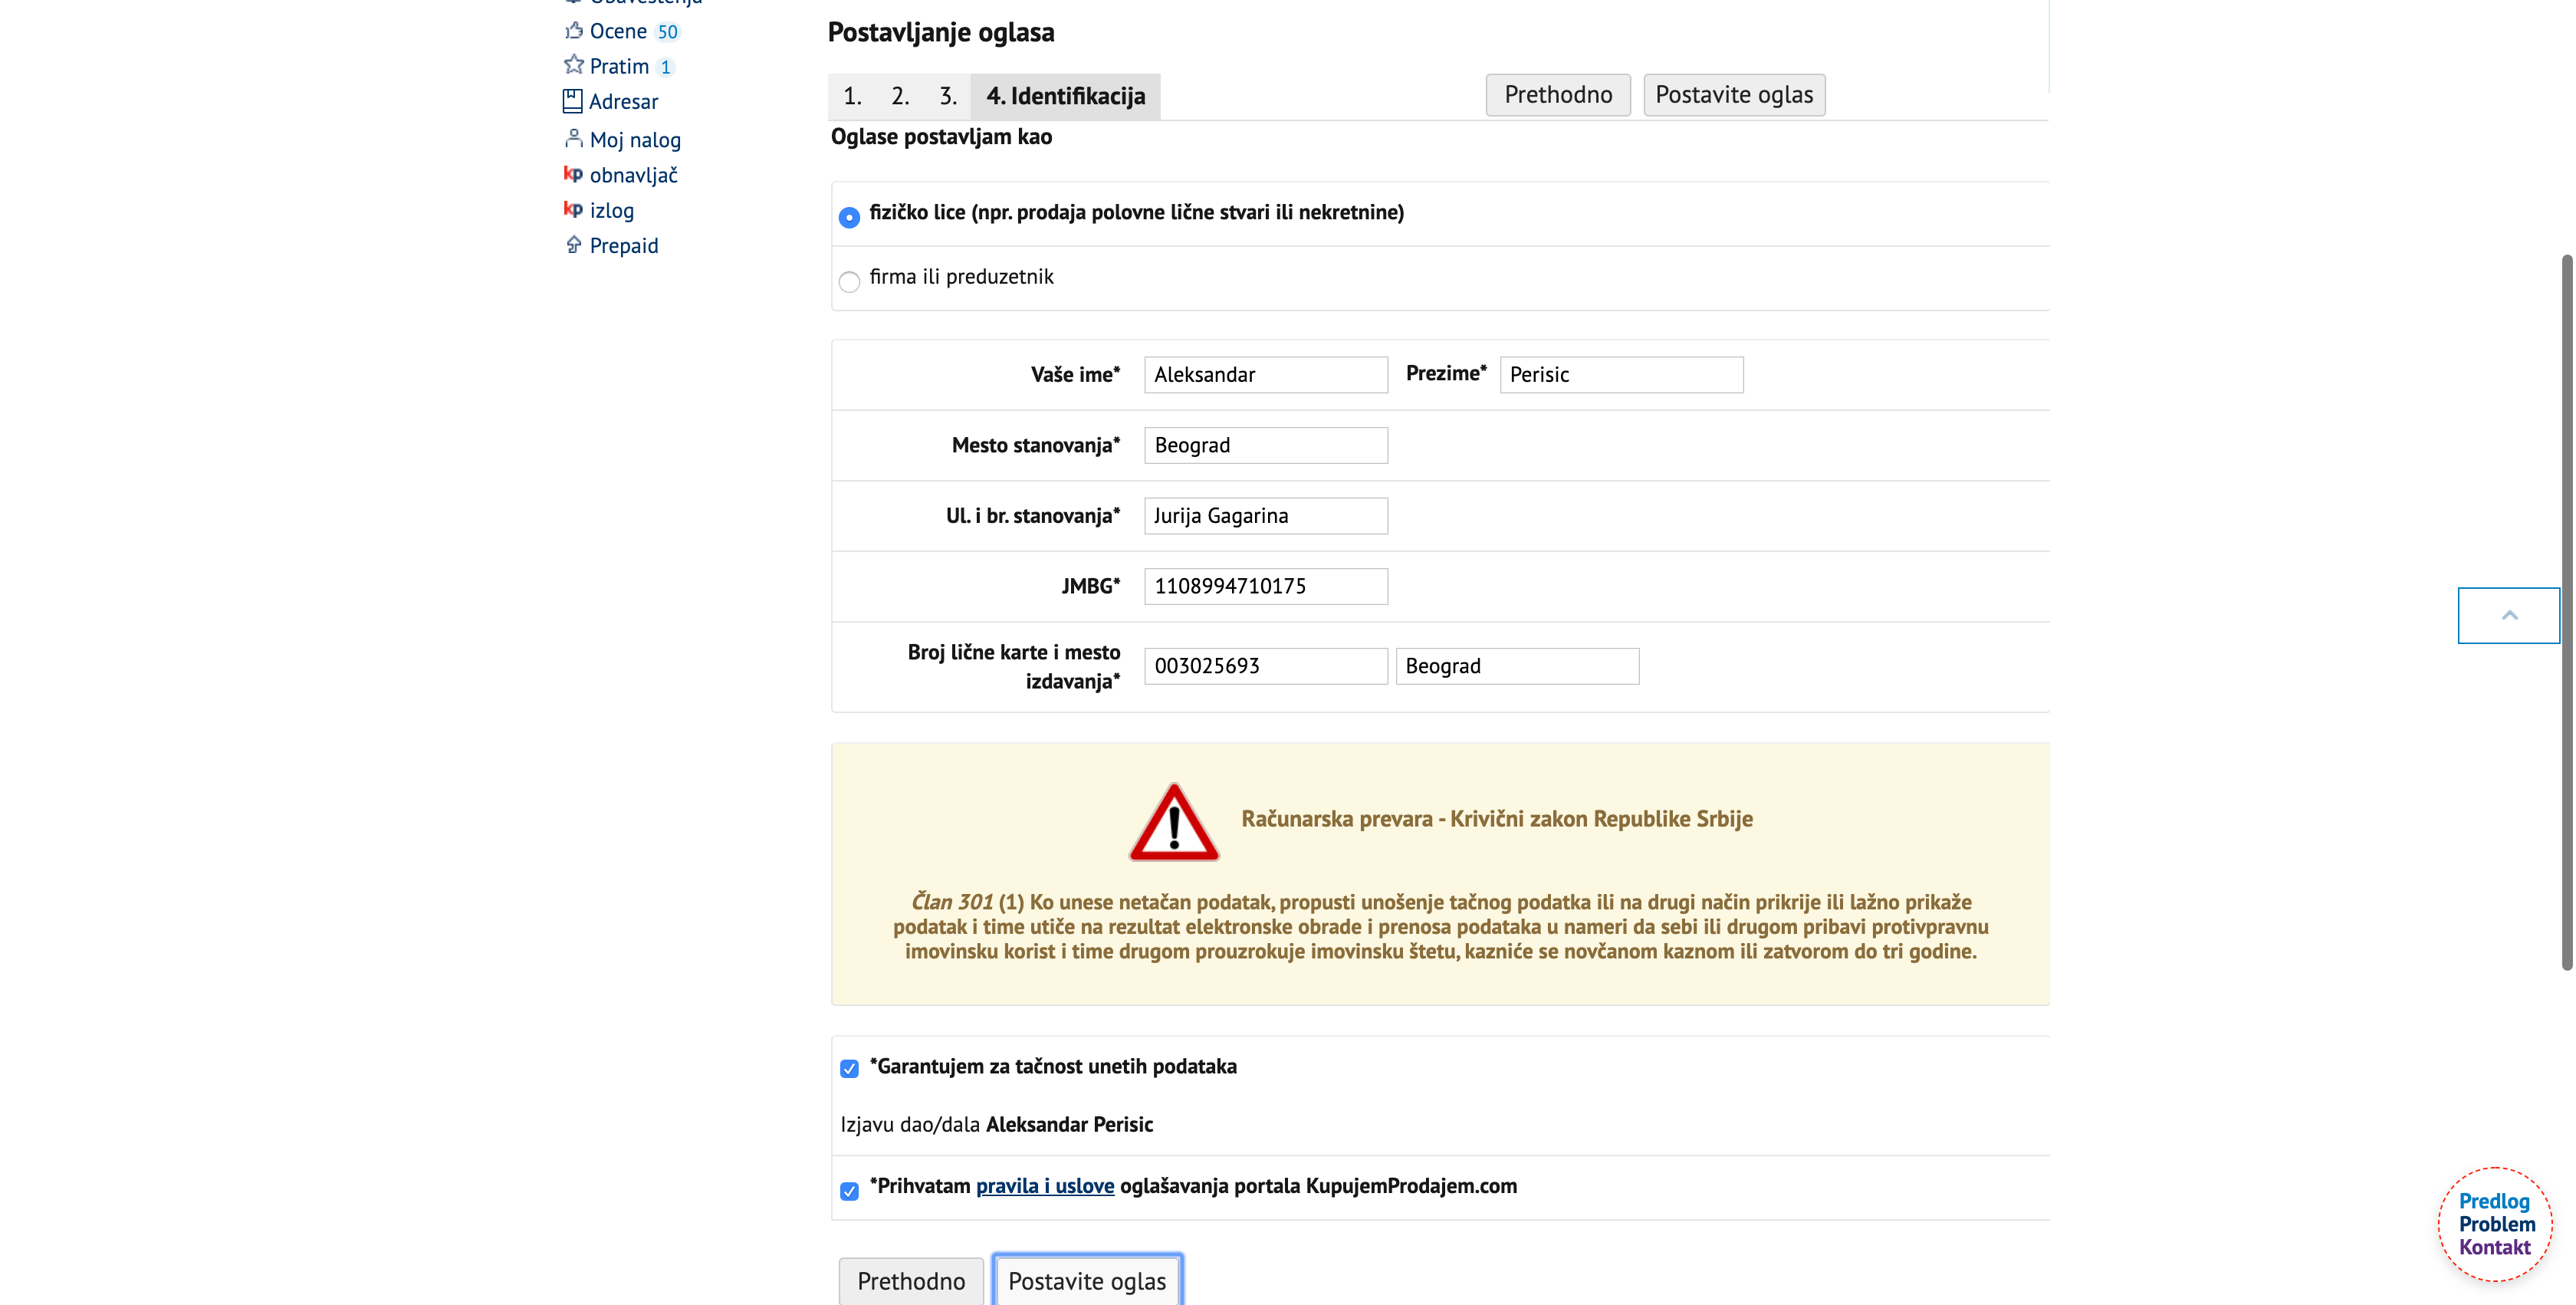 Obaveštenja
Ocene 50
Pratim 1
Adresar
Moj nalog
kp obnavljač
kp izlog
Prepaid
Postavljanje oglasa
1. 2. 3. 4. Identifikacija
Prethodno Postavite oglas
Oglase postavljam kao
fizičko lice (npr. prodaja polovne lične stvari ili nekretnine)
firma ili preduzetnik
Vaše ime* Aleksandar Prezime* Perisic
Mesto stanovanja* Beograd
Ul. i br. stanovanja* Jurija Gagarina
JMBG* 1108994710175
Broj lične karte i mesto
izdavanja* 003025693 Beograd
Računarska prevara - Krivični zakon Republike Srbije
Član 301 (1) Ko unese netačan podatak, propusti unošenje tačnog podatka ili na drugi način prikrije ili lažno prikaže
podatak i time utiče na rezultat elektronske obrade i prenosa podataka u nameri da sebi ili drugom pribavi protivpravnu
imovinsku korist i time drugom prouzrokuje imovinsku štetu, kazniće se novčanom kaznom ili zatvorom do tri godine.
*Garantujem za tačnost unetih podataka
Izjavu dao/dala Aleksandar Perisic
*Prihvatam pravila i uslove oglašavanja portala KupujemProdajem.com
Prethodno Postavite oglas
Predlog
Problem
Kontakt